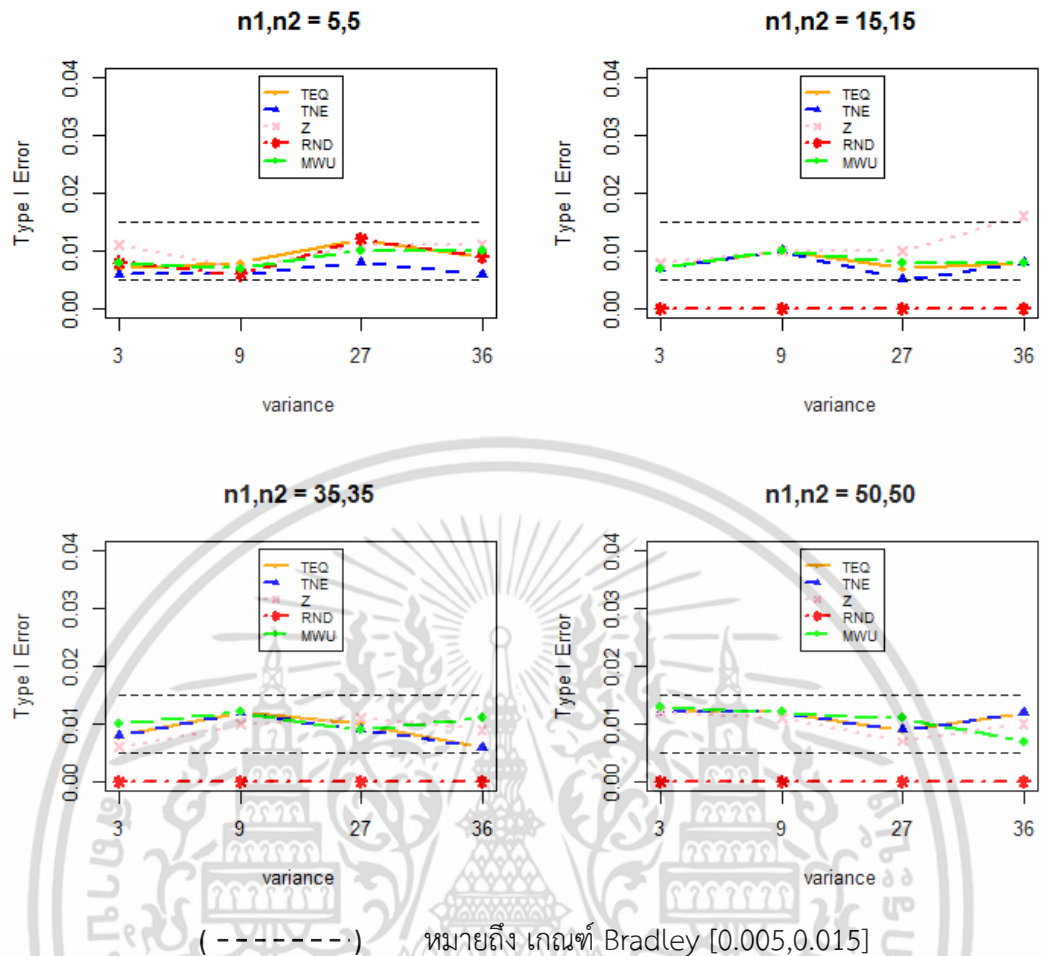 n1,n2 = 5,5
0.04
0.03
0.02
0.01
0.00
Type I Error
TEQ
TNE
Z
RND
MWU
3 9 27 36
variance
n1,n2 = 15,15
0.04
0.03
0.02
0.01
0.00
Type I Error
TEQ
TNE
Z
RND
MWU
3 9 27 36
variance
n1,n2 = 35,35
0.04
0.03
0.02
0.01
0.00
Type I Error
TEQ
TNE
Z
RND
MWU
3 9 27 36
variance
n1,n2 = 50,50
0.04
0.03
0.02
0.01
0.00
Type I Error
TEQ
TNE
Z
RND
MWU
3 9 27 36
variance
( - - - - - - - ) หมายถึง เกณฑ์ Bradley [0.005,0.015]